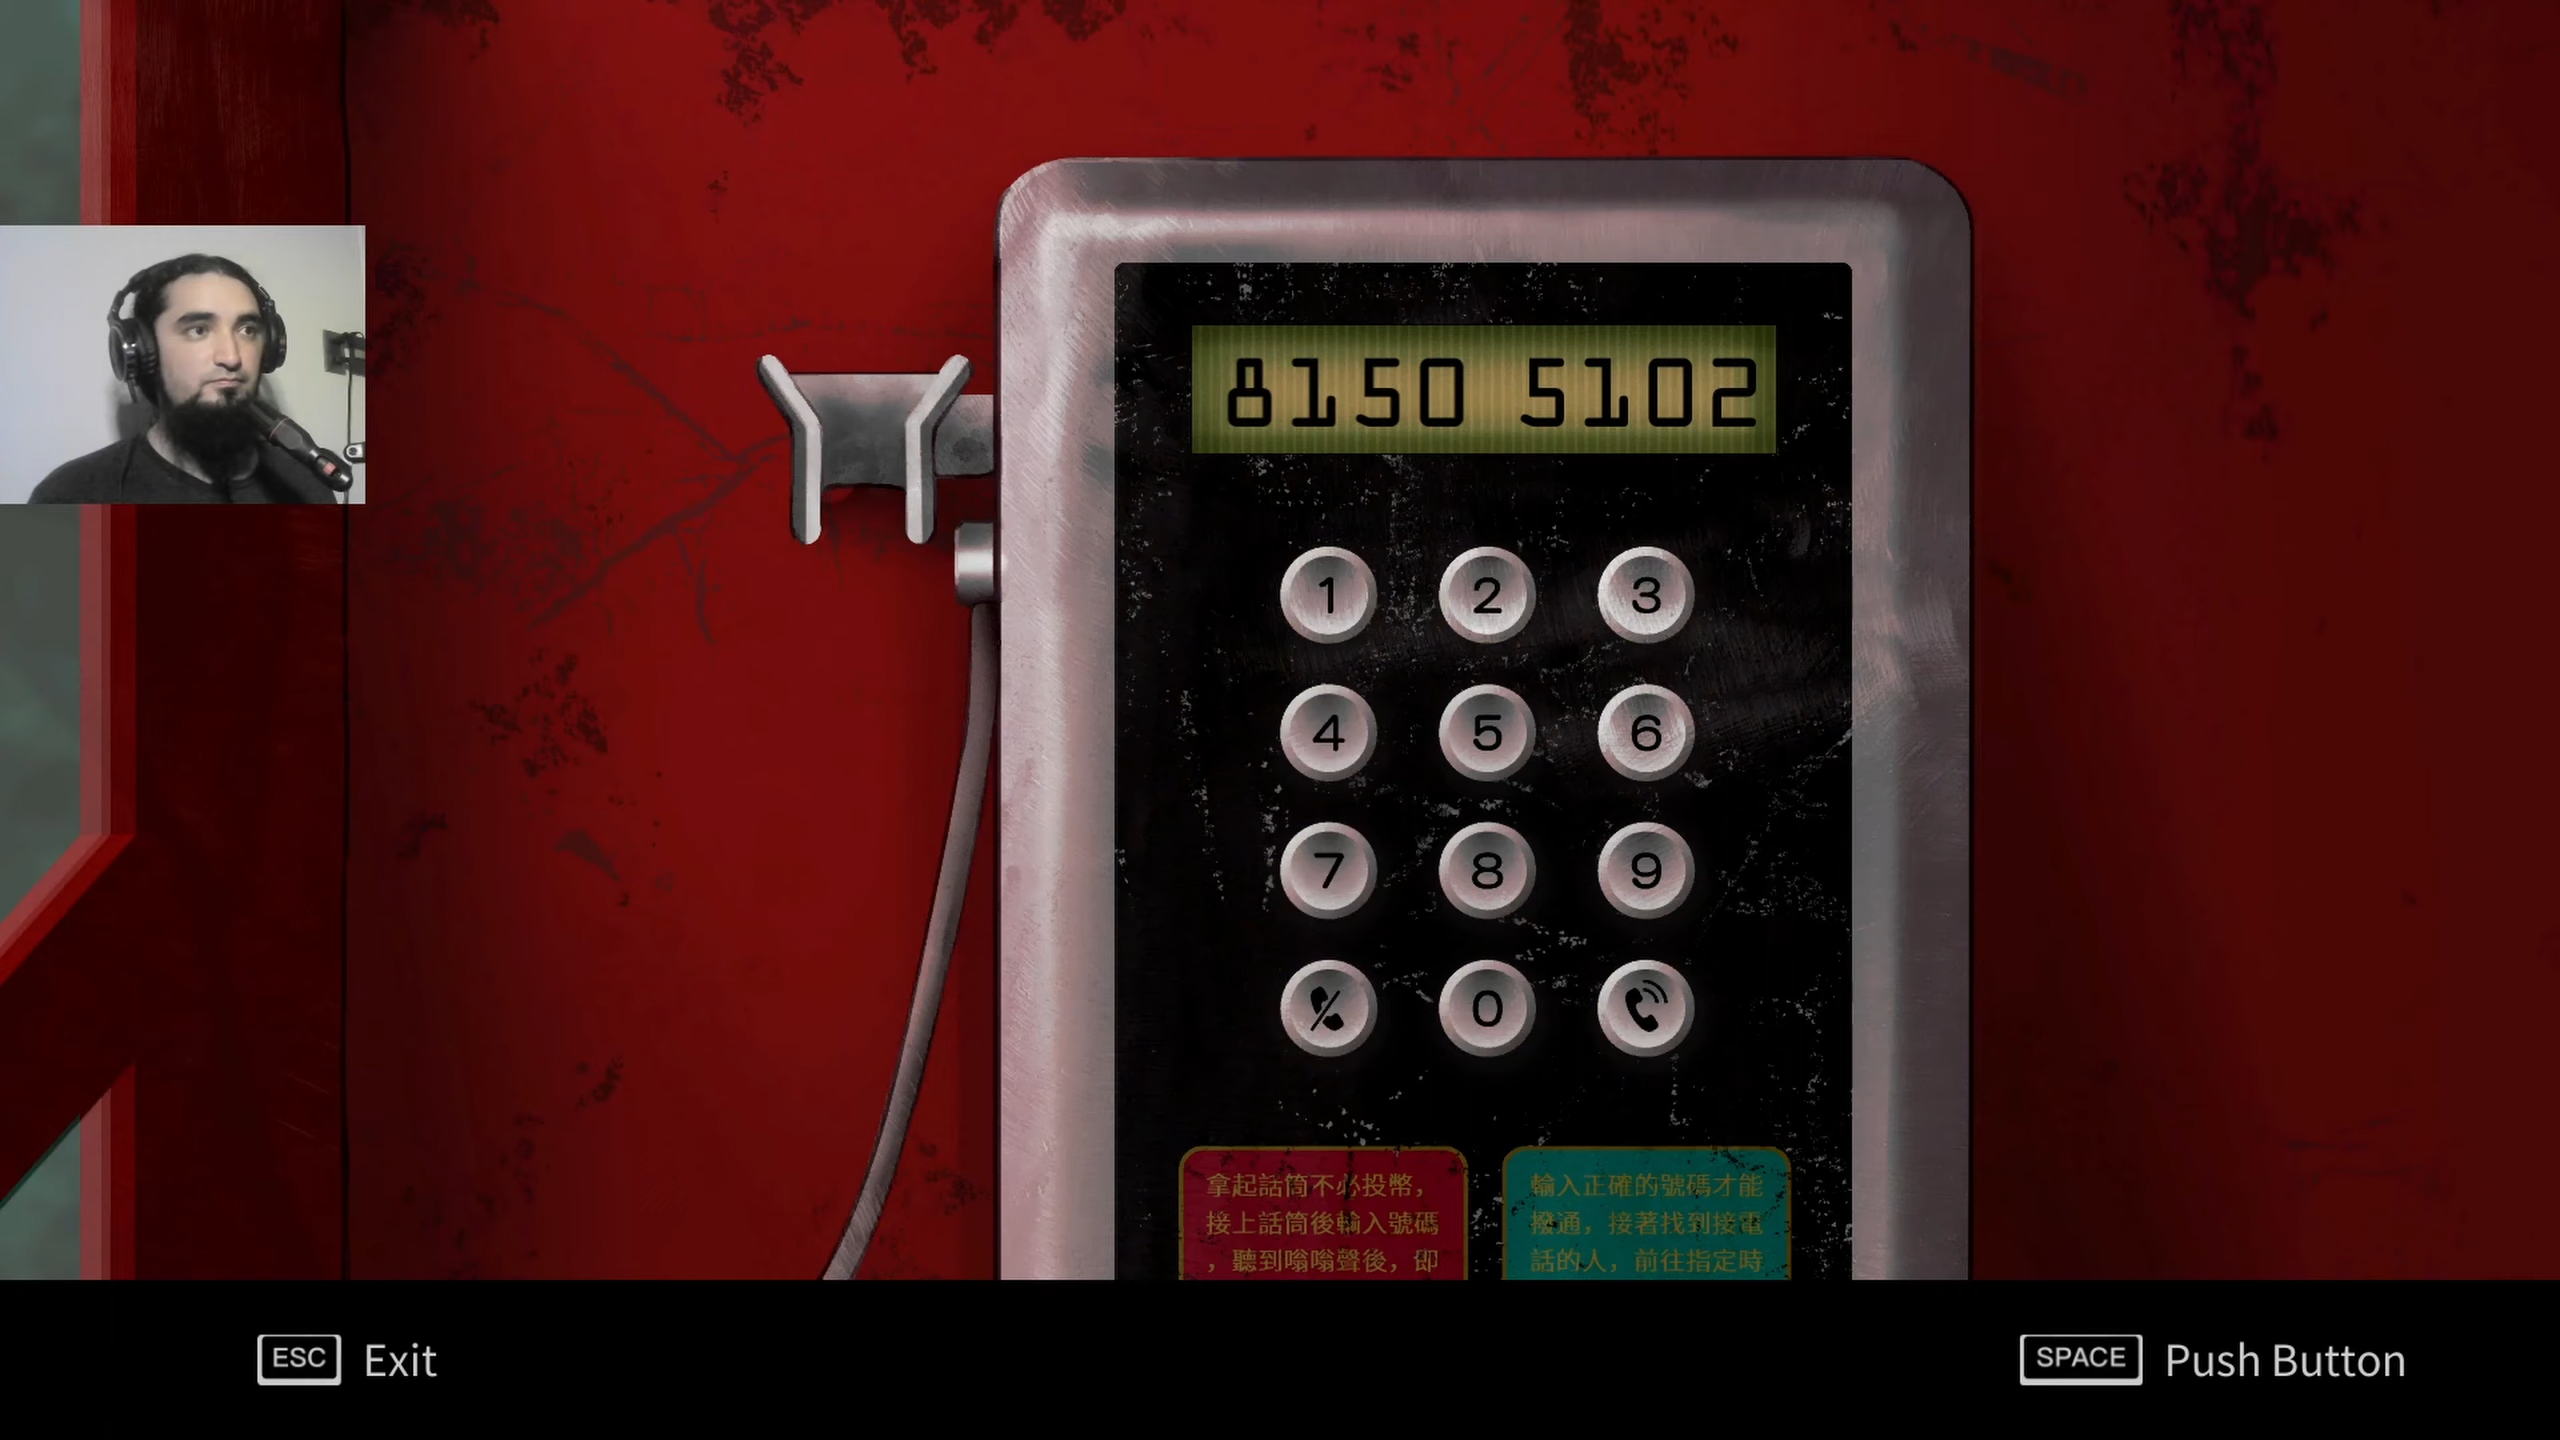 8150 5102
1 2 3
4 5 6
7 8 9
0
拿起話筒不必投幣，
接上話筒後輸入號碼
，聽到嗡嗡聲後，即
輸入正確的號碼才能
撥通，接著找到接電
話的人，前往指定時
ESC Exit
SPACE Push Button